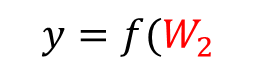 y = f(W₂